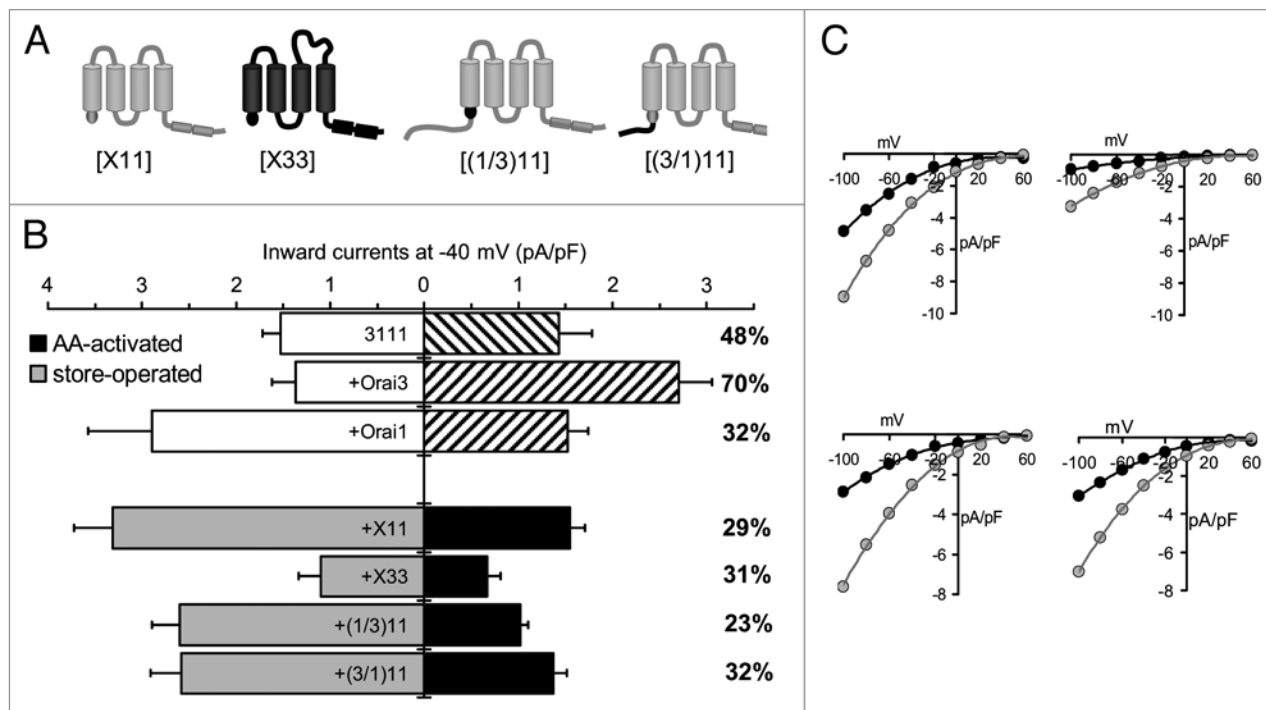 A
[X11] [X33] [(1/3)11] [(3/1)11]
B
Inward currents at -40 mV (pA/pF)
4 3 2 1 0 1 2 3
AA-activated
store-operated
3111 48%
+Orai3 70%
+Orai1 32%
+X11 29%
+X33 31%
+(1/3)11 23%
+(3/1)11 32%
C
mV
-100 -60 -20 20 60
-2
-4
-6
-8
-10
pA/pF
mV
-100 -60 -20 20 60
-2
-4
-6
-8
-10
pA/pF
mV
-100 -60 -20 20 60
-2
-4
-6
-8
pA/pF
mV
-100 -60 -20 20 60
-2
-4
-6
-8
pA/pF